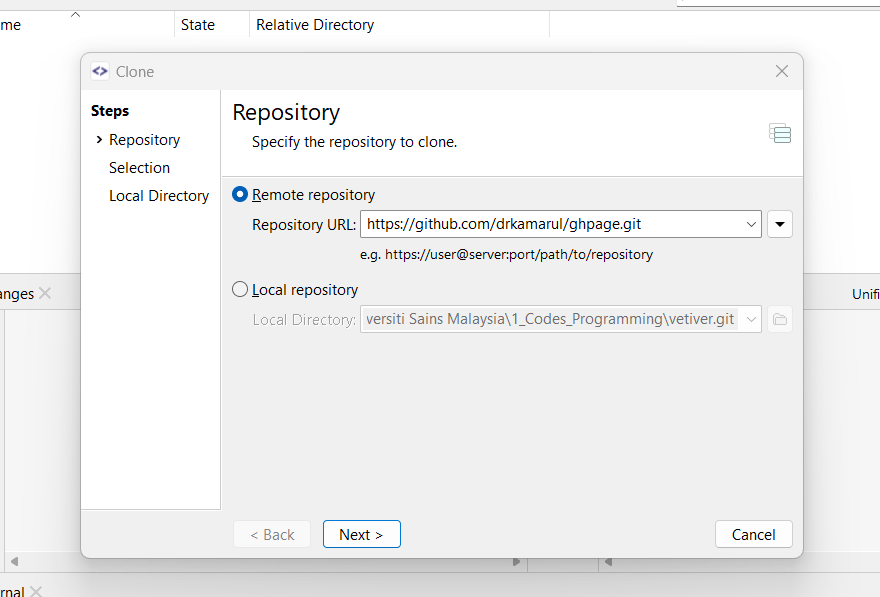 me State Relative Directory
Clone
Steps
Repository
Selection
Local Directory
Repository
Specify the repository to clone.
Remote repository
Repository URL: https://github.com/drkamarul/ghpage.git
e.g. https://user@server:port/path/to/repository
Local repository
Local Directory: versiti Sains Malaysia\1_Codes_Programming\vetiver.git
anges
Unifi
< Back Next > Cancel
rnal